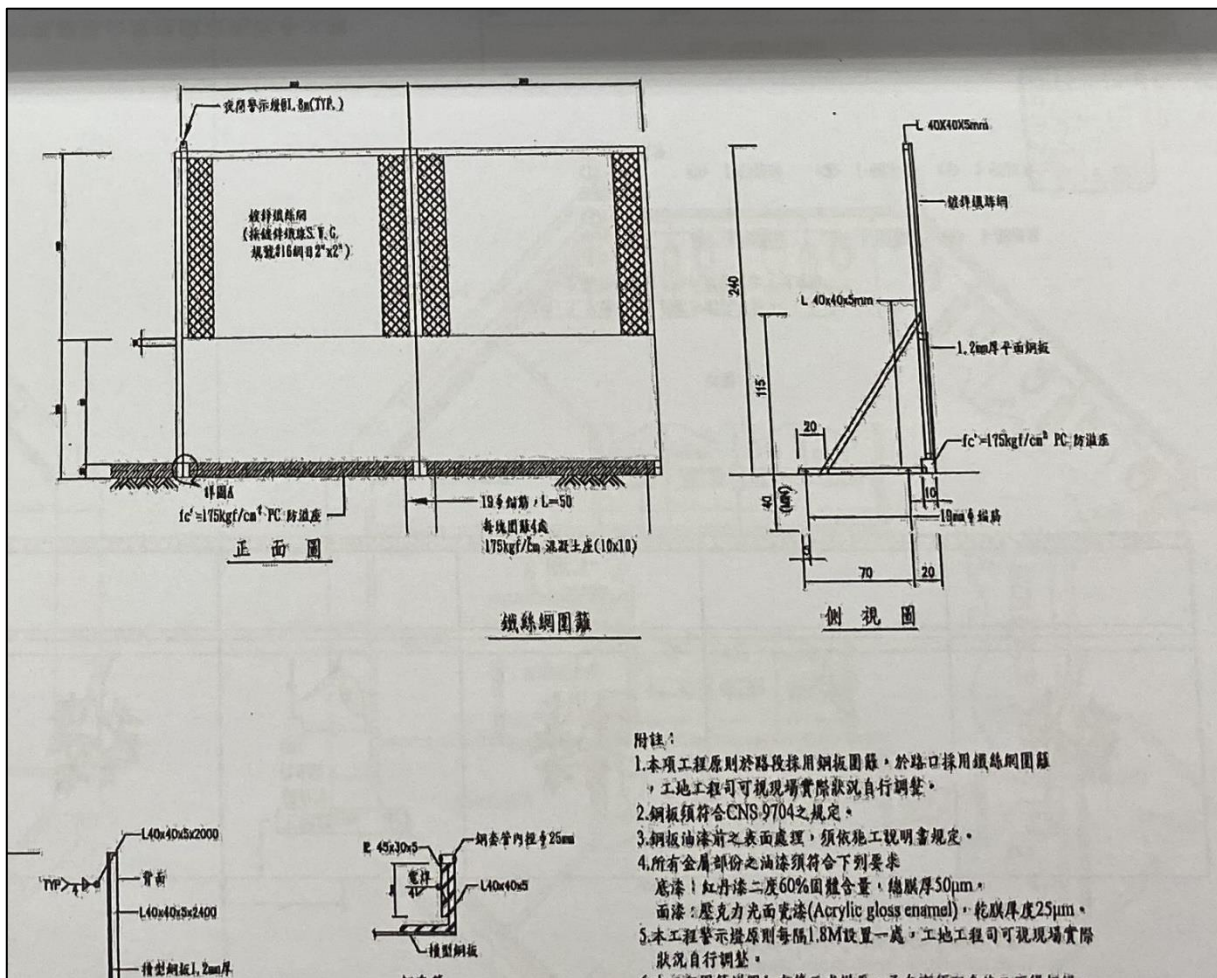 夜間警示燈@1.8m(TYP.)
鍍鋅鐵絲網
(採鍍鋅鐵絲S.W.G.
規號#16網目2"x2")
詳圖A
fc'=175kgf/cm² PC 防溢座
正面圖
19φ錨筋,L=50
每塊圍籬4處
175kgf/cm 混凝土座(10x10)
鐵絲網圍籬
L 40X40X5mm
鍍鋅鐵絲網
240
L 40x40x5mm
1.2mm厚平面鋼板
115
20
fc'=175kgf/cm² PC 防溢座
40
(MIN)
10
19mmφ錨筋
5
70
20
側視圖
附註:
1.本項工程原則於路段採用鋼板圍籬,於路口採用鐵絲網圍籬
,工地工程司可視現場實際狀況自行調整。
2.鋼板須符合CNS 9704之規定。
3.鋼板油漆前之表面處理,須依施工說明書規定。
4.所有金屬部份之油漆須符合下列要求
底漆:紅丹漆二度60%固體含量,總膜厚50μm。
面漆:壓克力光面瓷漆(Acrylic gloss enamel),乾膜厚度25μm。
5.本工程警示燈原則每隔1.8M設置一處,工地工程司可視現場實際
狀況自行調整。
L40x40x5x2000
TYP
4
背面
L40x40x5x2400
槽型鋼板1.2mm厚
鋼套管內徑φ25mm
PL 45x30x5
電焊
L40x40x5
槽型鋼板